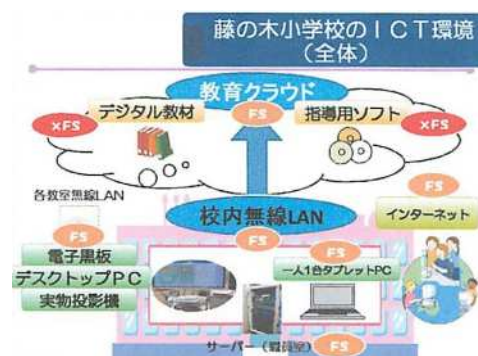 藤の木小学校のICT環境
(全体)
教育クラウド
FS
デジタル教材
指導用ソフト
×FS
×FS
各教室無線LAN
FS
校内無線LAN
インターネット
FS
FS
FS
電子黒板
デスクトップPC
実物投影機
一人1台タブレットPC
サーバー(職員室)
FS